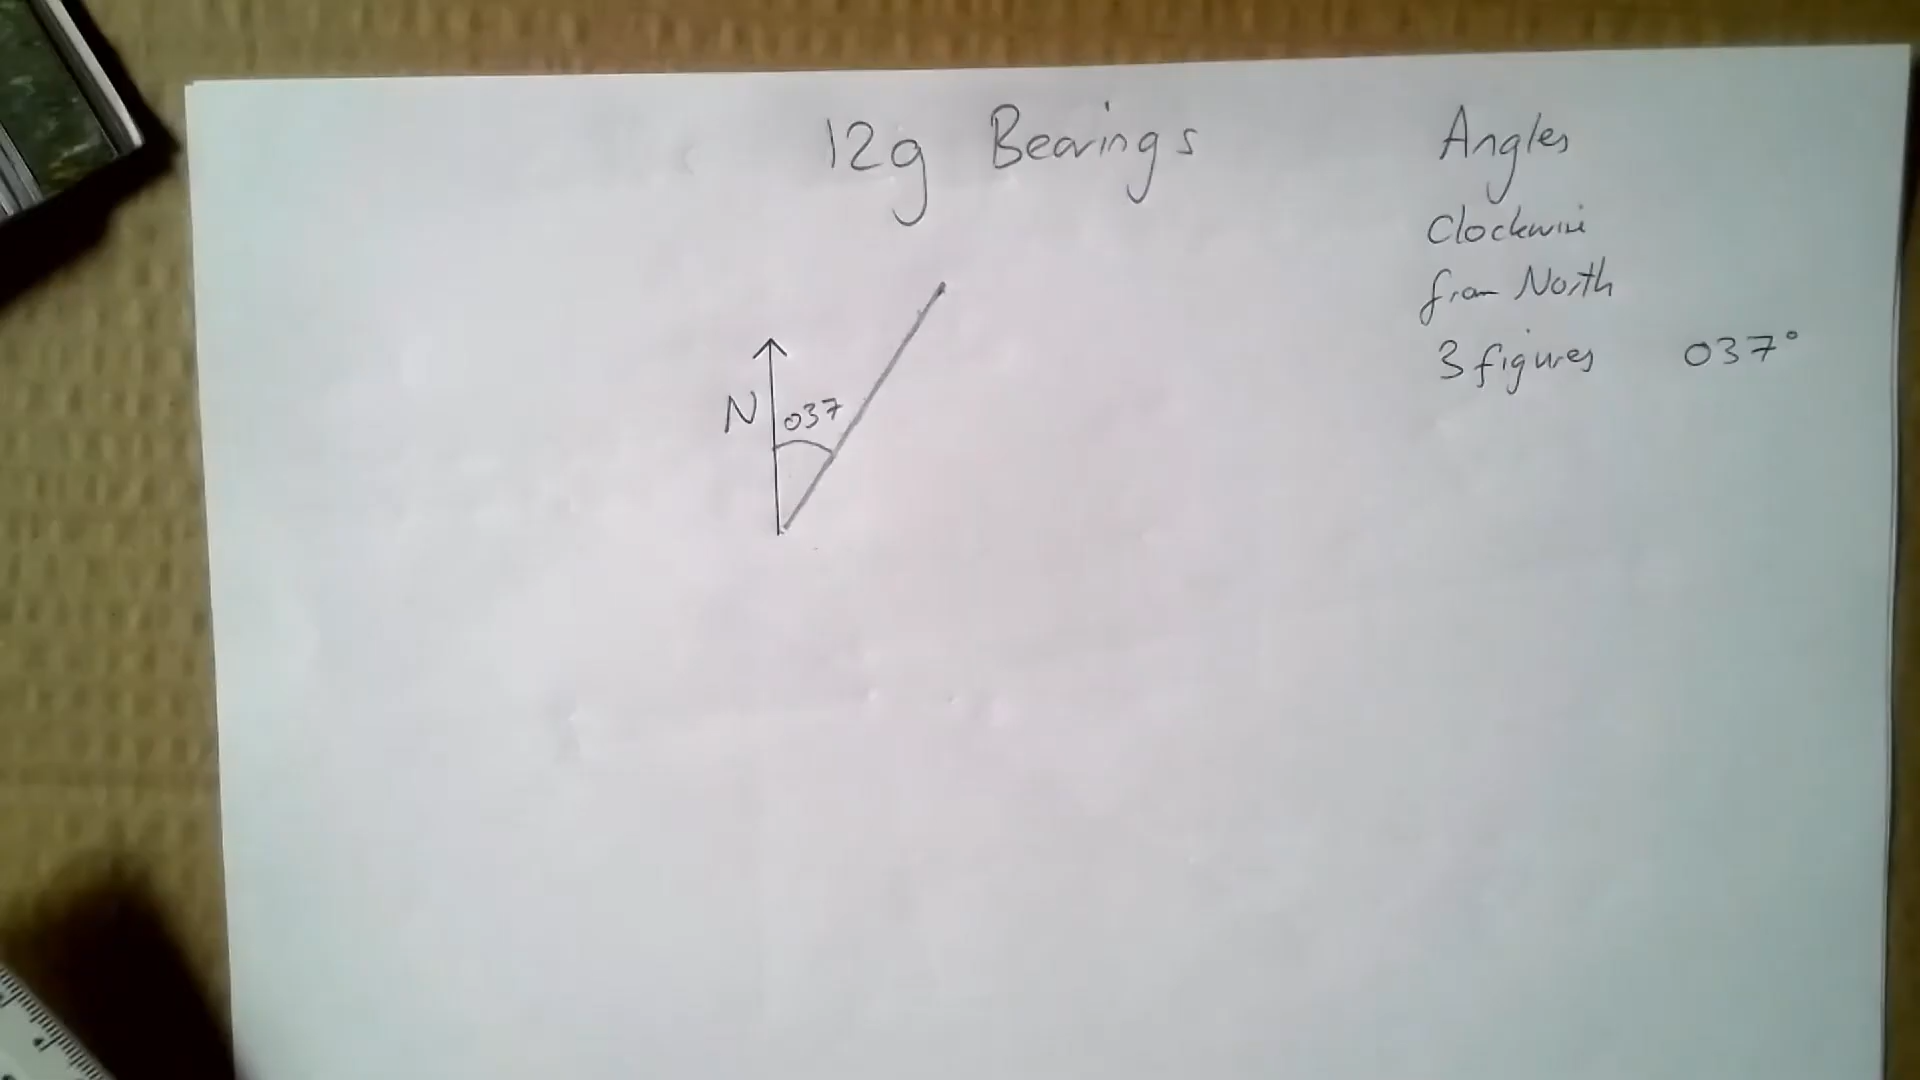 12g Bearings
Angles
Clockwise
from North
3 figures 037°
N 037